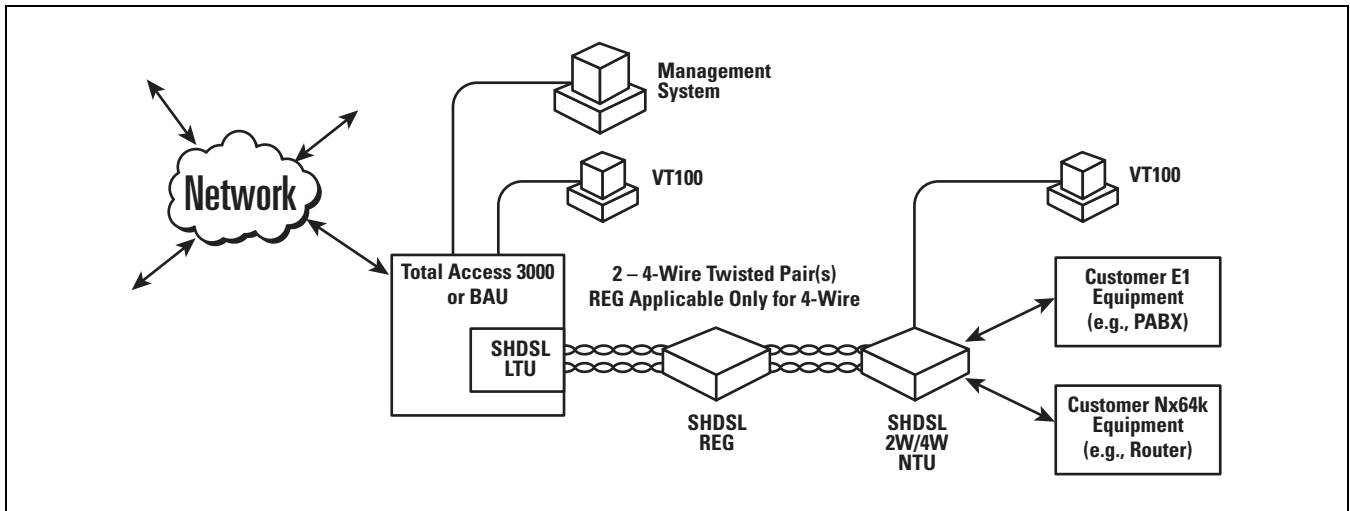 Management
System
VT100
VT100
Network
Total Access 3000
or BAU
2 – 4-Wire Twisted Pair(s)
REG Applicable Only for 4-Wire
Customer E1
Equipment
(e.g., PABX)
SHDSL
LTU
SHDSL
REG
SHDSL
2W/4W
NTU
Customer Nx64k
Equipment
(e.g., Router)